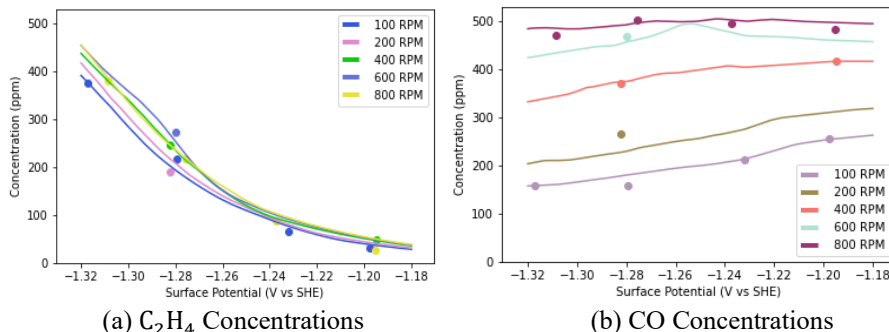 500
400
300
200
100
0
Concentration (ppm)
−1.32 −1.30 −1.28 −1.26 −1.24 −1.22 −1.20 −1.18
Surface Potential (V vs SHE)
100 RPM
200 RPM
400 RPM
600 RPM
800 RPM
(a) C₂H₄ Concentrations
500
400
300
200
100
0
Concentration (ppm)
−1.32 −1.30 −1.28 −1.26 −1.24 −1.22 −1.20 −1.18
Surface Potential (V vs SHE)
100 RPM
200 RPM
400 RPM
600 RPM
800 RPM
(b) CO Concentrations